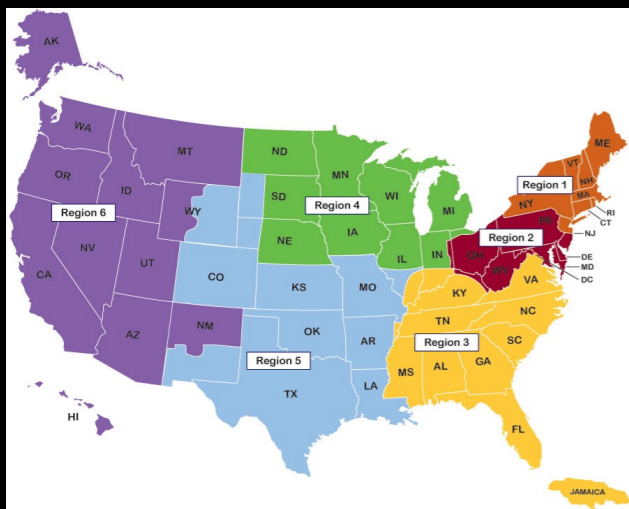 AK
WA
MT
ND
MN
ME
VT
NH
OR
ID
WY
SD
WI
MI
NY
MA
Region 1
RI
CT
Region 6
Region 4
IA
NE
PA
Region 2
NJ
NV
UT
CO
IL
IN
OH
WV
DE
MD
DC
CA
KS
MO
KY
VA
AZ
NM
OK
AR
TN
NC
Region 5
Region 3
SC
TX
LA
MS
AL
GA
HI
FL
JAMAICA